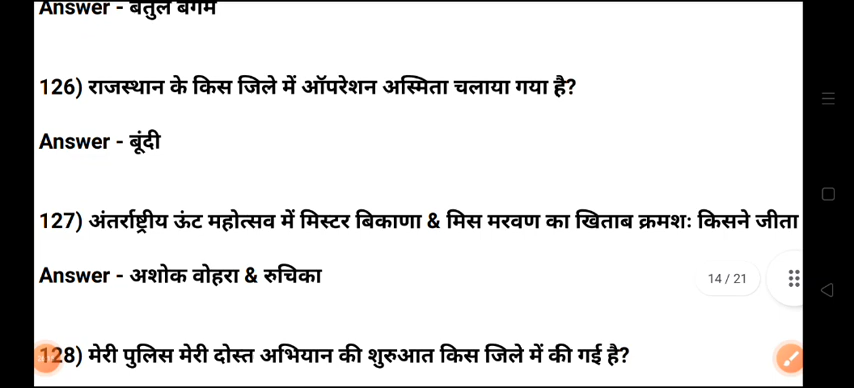 Answer - बतुल बेगम
126) राजस्थान के किस जिले में ऑपरेशन अस्मिता चलाया गया है?
Answer - बूंदी
127) अंतर्राष्ट्रीय ऊंट महोत्सव में मिस्टर बिकाणा & मिस मरवण का खिताब क्रमशः किसने जीता
Answer - अशोक वोहरा & रुचिका
14 / 21
128) मेरी पुलिस मेरी दोस्त अभियान की शुरुआत किस जिले में की गई है?